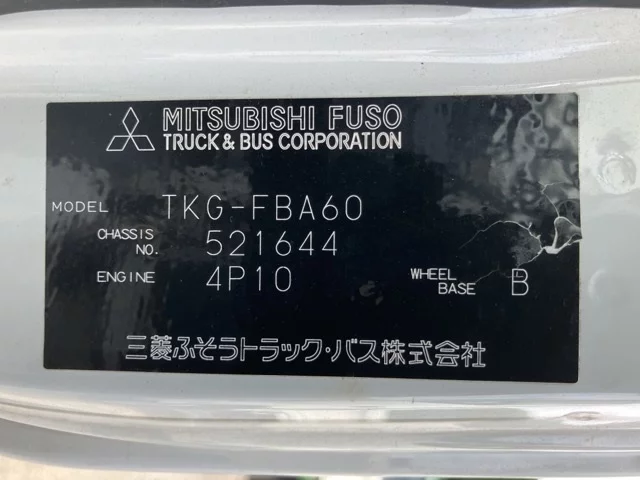 MITSUBISHI FUSO
TRUCK & BUS CORPORATION
MODEL TKG-FBA60
CHASSIS NO. 521644
ENGINE 4P10 WHEEL BASE B
三菱ふそうトラック・バス株式会社